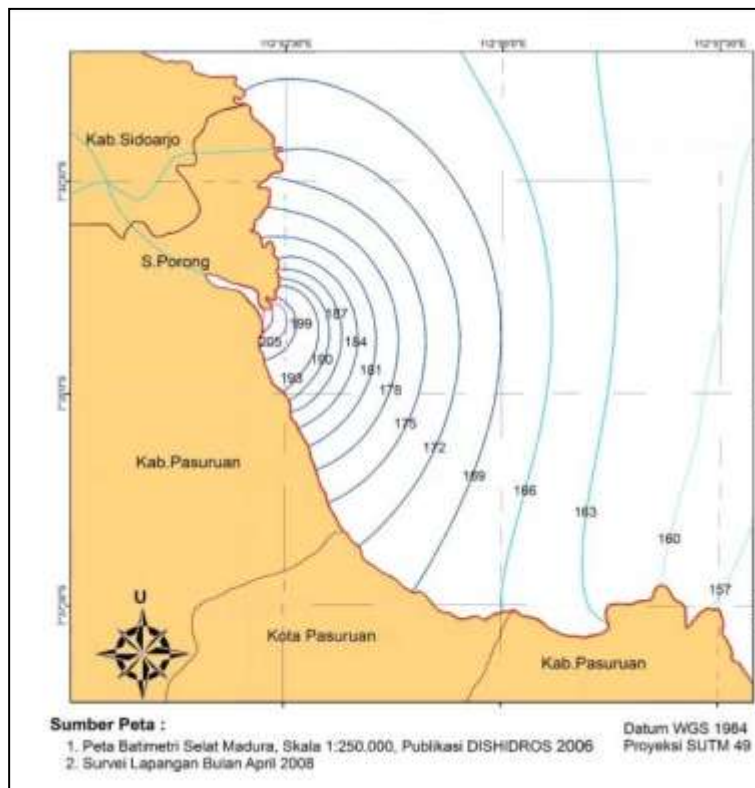 Kab.Sidoarjo
S.Porong
187
199
205
184
190
181
193
178
175
Kab.Pasuruan
172
169
166
163
160
157
U
Kota Pasuruan
Kab.Pasuruan
Sumber Peta :
1. Peta Batimetri Selat Madura, Skala 1:250.000, Publikasi DISHIDROS 2006
2. Survei Lapangan Bulan April 2008
Datum WGS 1984
Proyeksi SUTM 49